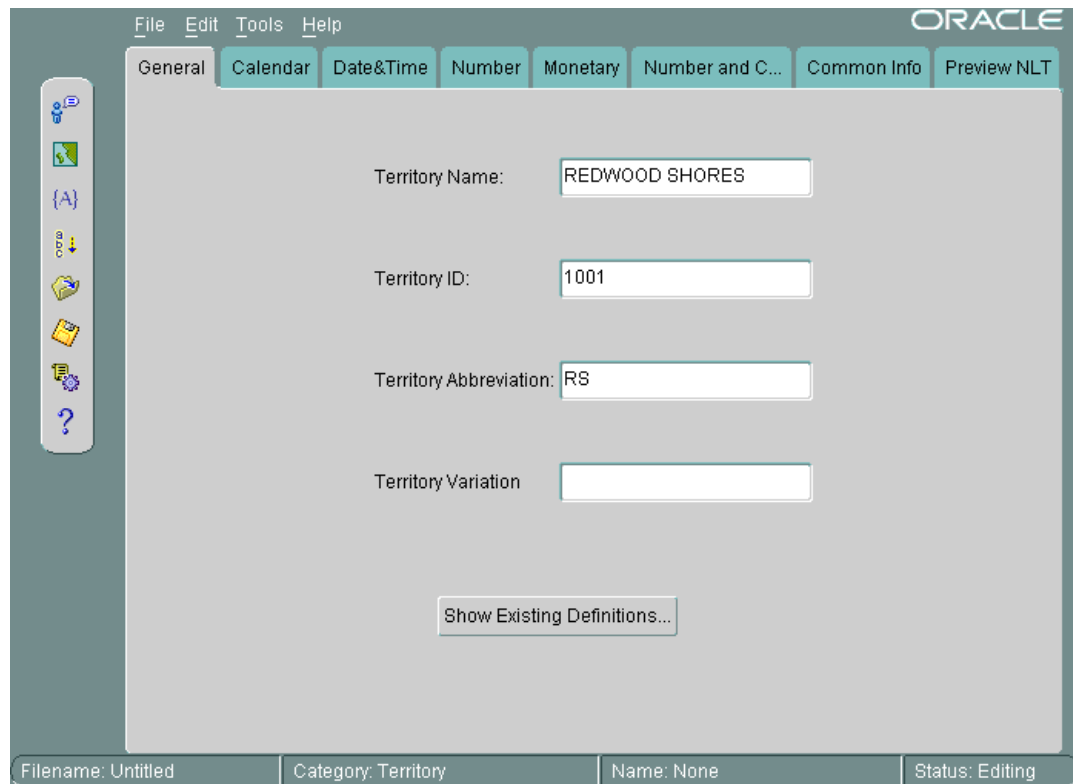 File Edit Tools Help
ORACLE
General Calendar Date&Time Number Monetary Number and C... Common Info Preview NLT
{A}
a
b
c
?
Territory Name: REDWOOD SHORES
Territory ID: 1001
Territory Abbreviation: RS
Territory Variation
Show Existing Definitions...
Filename: Untitled Category: Territory Name: None Status: Editing